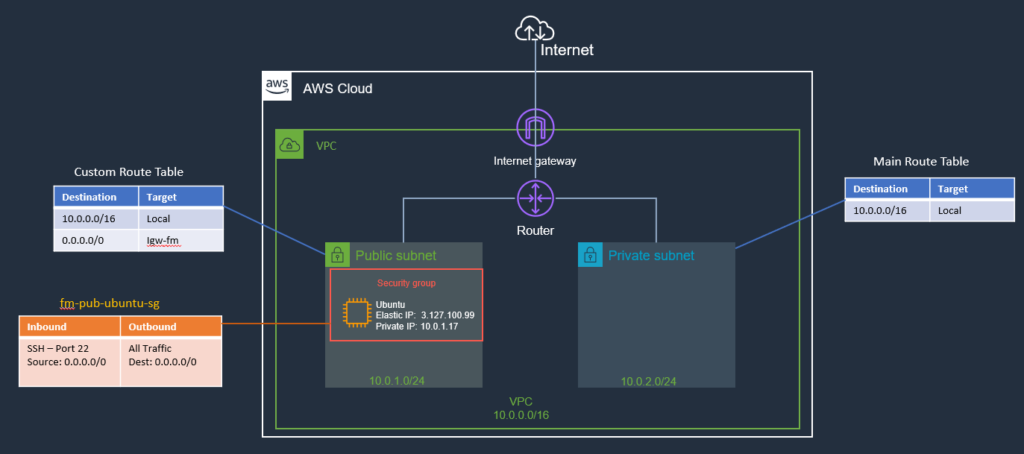 Internet
aws
AWS Cloud
VPC
Internet gateway
Custom Route Table
Destination Target
10.0.0.0/16 Local
0.0.0.0/0 Igw-fm
Main Route Table
Destination Target
10.0.0.0/16 Local
Router
Public subnet
Private subnet
Security group
Ubuntu
Elastic IP: 3.127.100.99
Private IP: 10.0.1.17
fm-pub-ubuntu-sg
Inbound Outbound
SSH – Port 22 All Traffic
Source: 0.0.0.0/0 Dest: 0.0.0.0/0
10.0.1.0/24
10.0.2.0/24
VPC
10.0.0.0/16